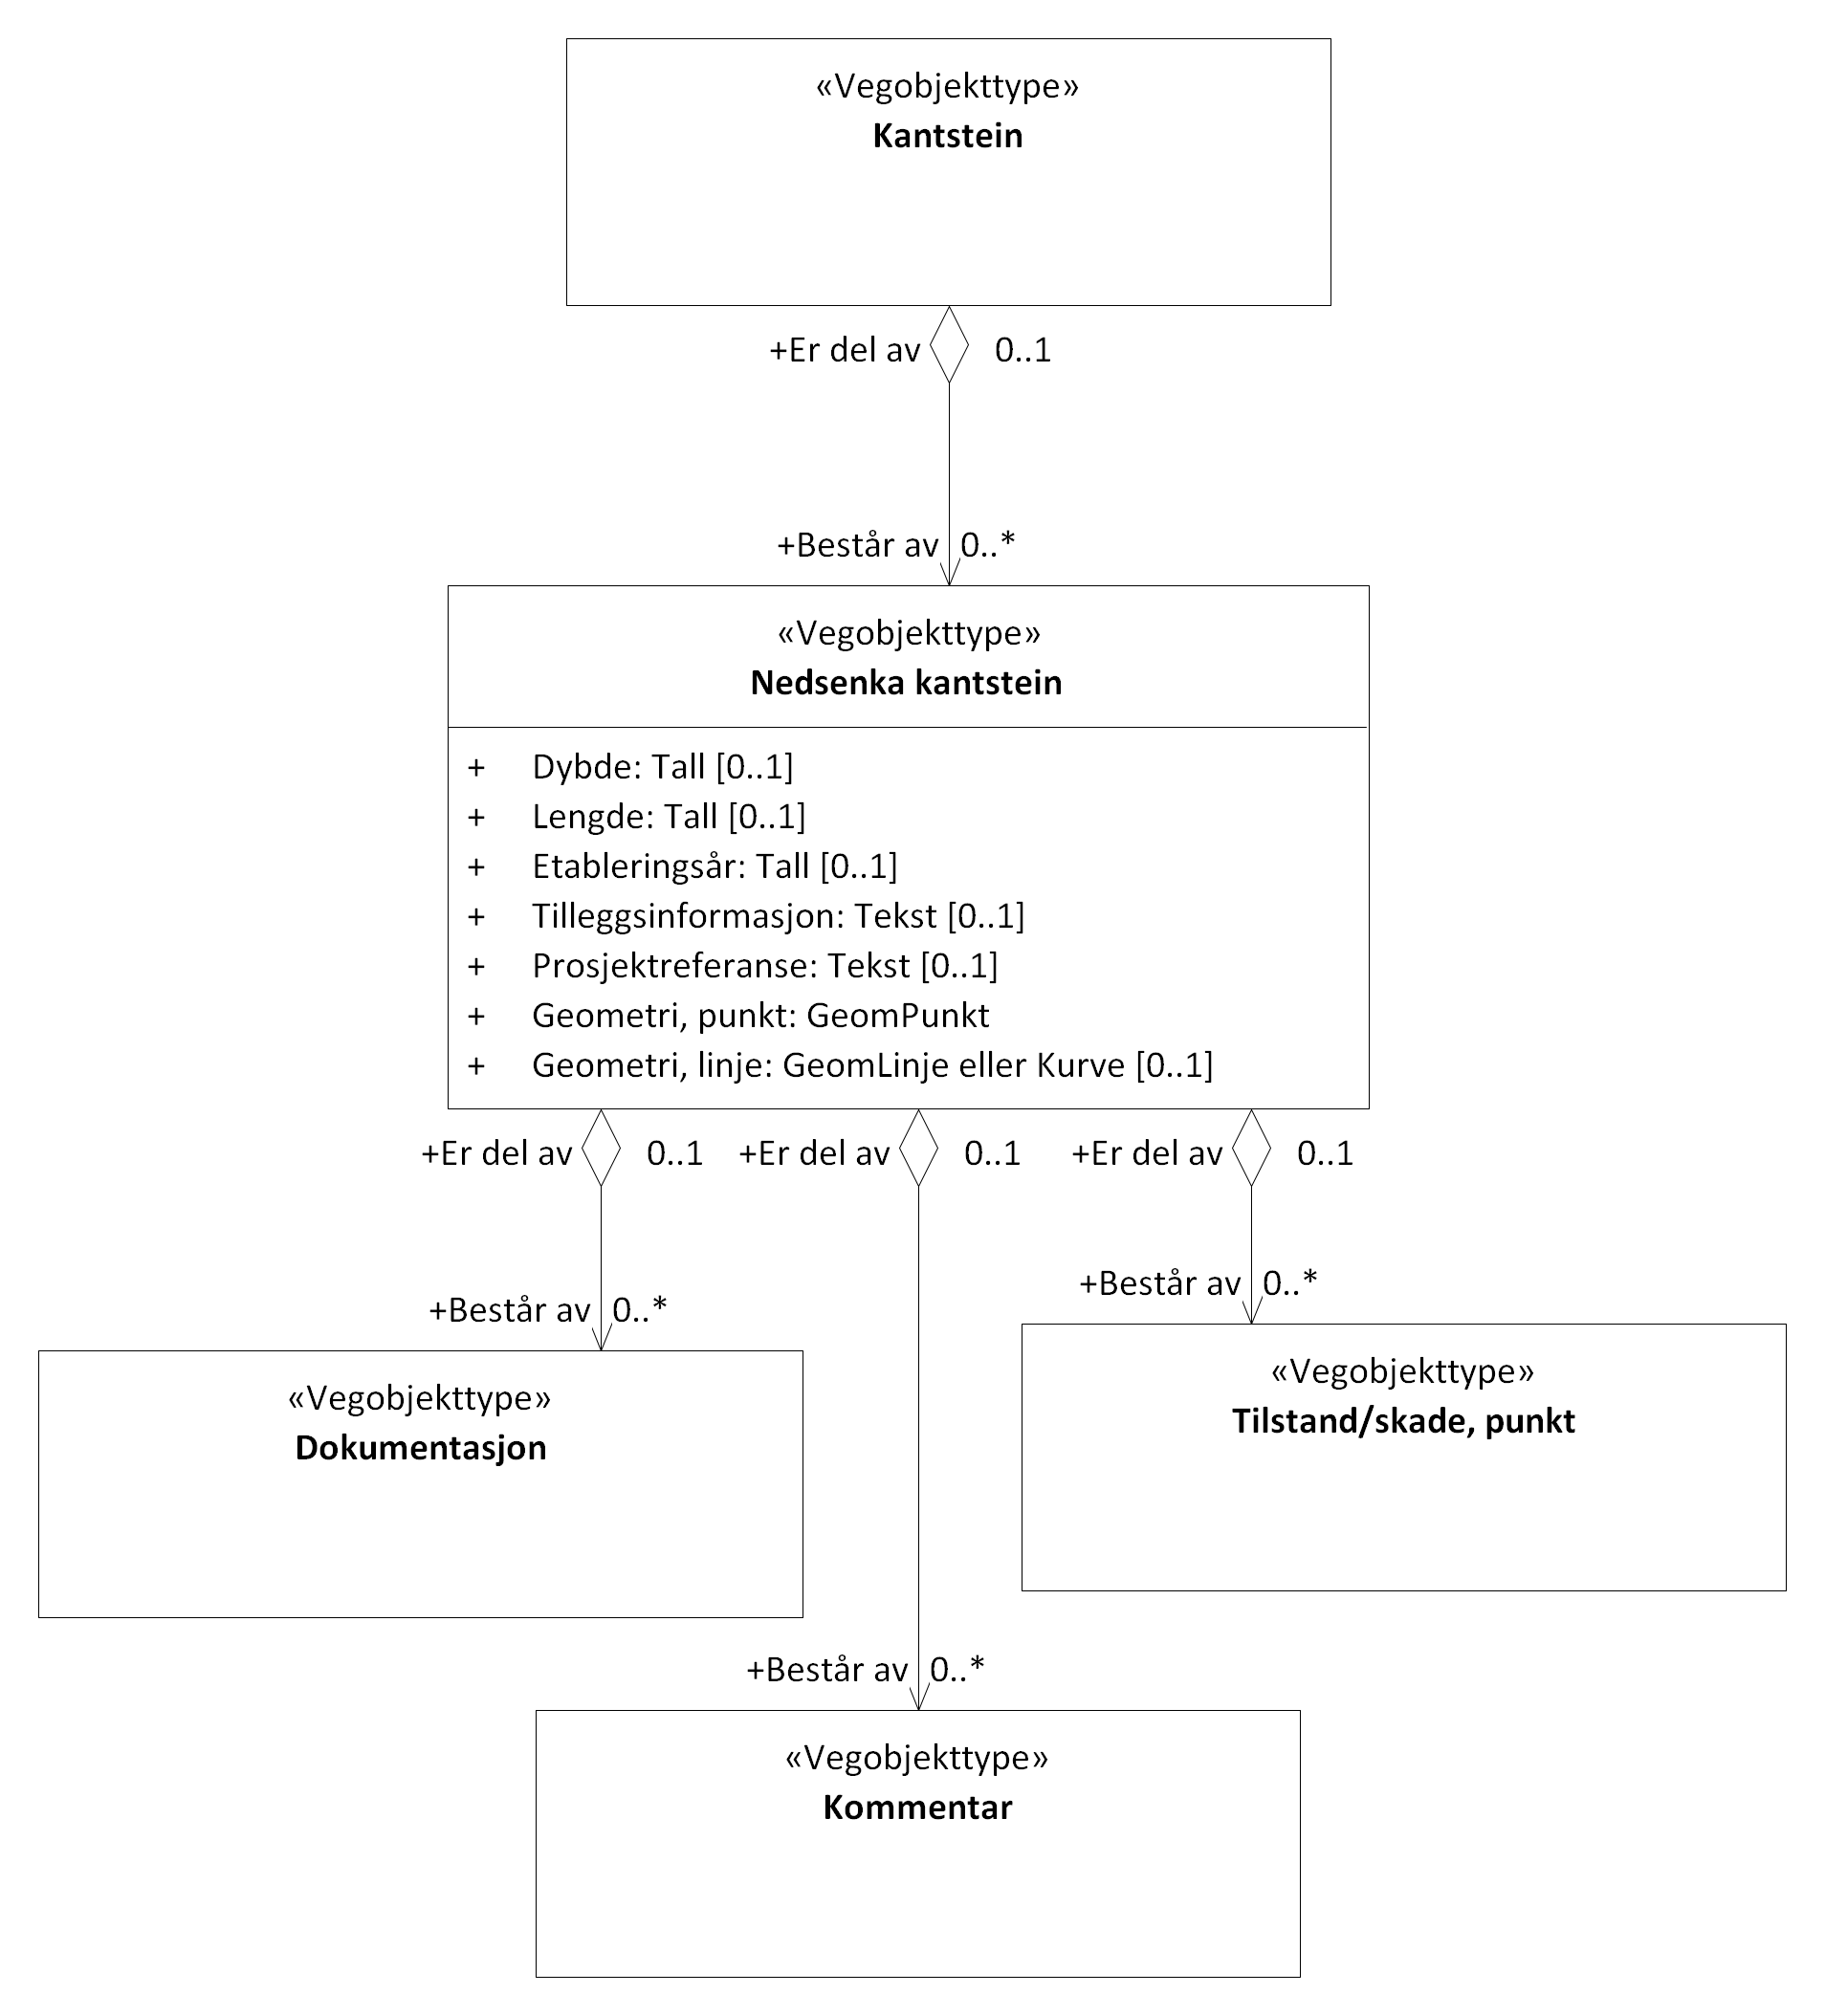 «Vegobjekttype»
Kantstein
+Er del av 0..1
+Består av 0..*
«Vegobjekttype»
Nedsenka kantstein
+ Dybde: Tall [0..1]
+ Lengde: Tall [0..1]
+ Etableringsår: Tall [0..1]
+ Tilleggsinformasjon: Tekst [0..1]
+ Prosjektreferanse: Tekst [0..1]
+ Geometri, punkt: GeomPunkt
+ Geometri, linje: GeomLinje eller Kurve [0..1]
+Er del av 0..1 +Er del av 0..1 +Er del av 0..1
+Består av 0..*
+Består av 0..*
«Vegobjekttype»
Tilstand/skade, punkt
«Vegobjekttype»
Dokumentasjon
+Består av 0..*
«Vegobjekttype»
Kommentar